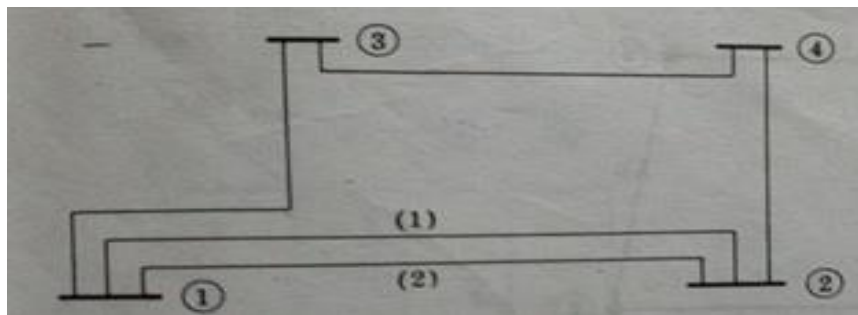 ③ ④
(1)
(2)
① ②